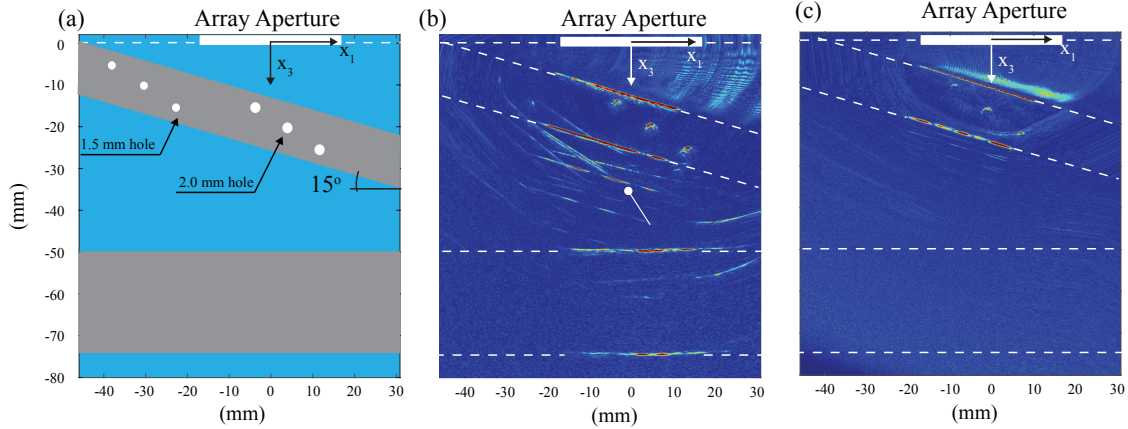 (a) Array Aperture
(b) Array Aperture
(c) Array Aperture
0
-10
-20
-30
-40
-50
-60
-70
-80
(mm)
x1
x3
1.5 mm hole
2.0 mm hole
15°
-40 -30 -20 -10 0 10 20 30
(mm)
x1
x3
-40 -30 -20 -10 0 10 20 30
(mm)
x1
x3
-40 -30 -20 -10 0 10 20 30
(mm)